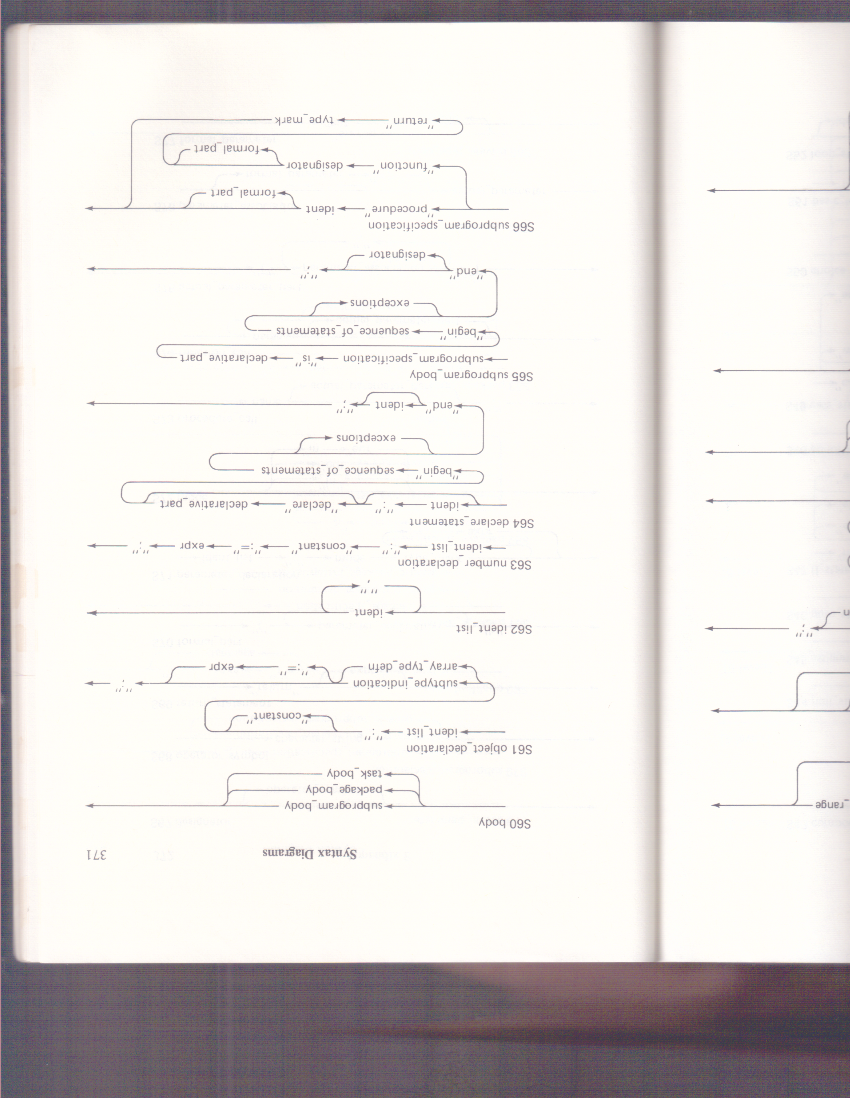 Syntax Diagrams 371
S60 body
subprogram_body
package_body
task_body
S61 object_declaration
ident_list ":" "constant"
subtype_indication ":=" expr ";"
array_type_defn
S62 ident_list
ident
","
S63 number_declaration
ident_list ":" "constant" ":=" expr ";"
S64 declare_statement
ident ":" "declare" declarative_part
"begin" sequence_of_statements
exceptions
"end" ident ";"
S65 subprogram_body
subprogram_specification "is" declarative_part
"begin" sequence_of_statements
exceptions
"end" ";"
designator
S66 subprogram_specification
"procedure" ident formal_part
"function" designator formal_part
"return" type_mark
_range
";"
n